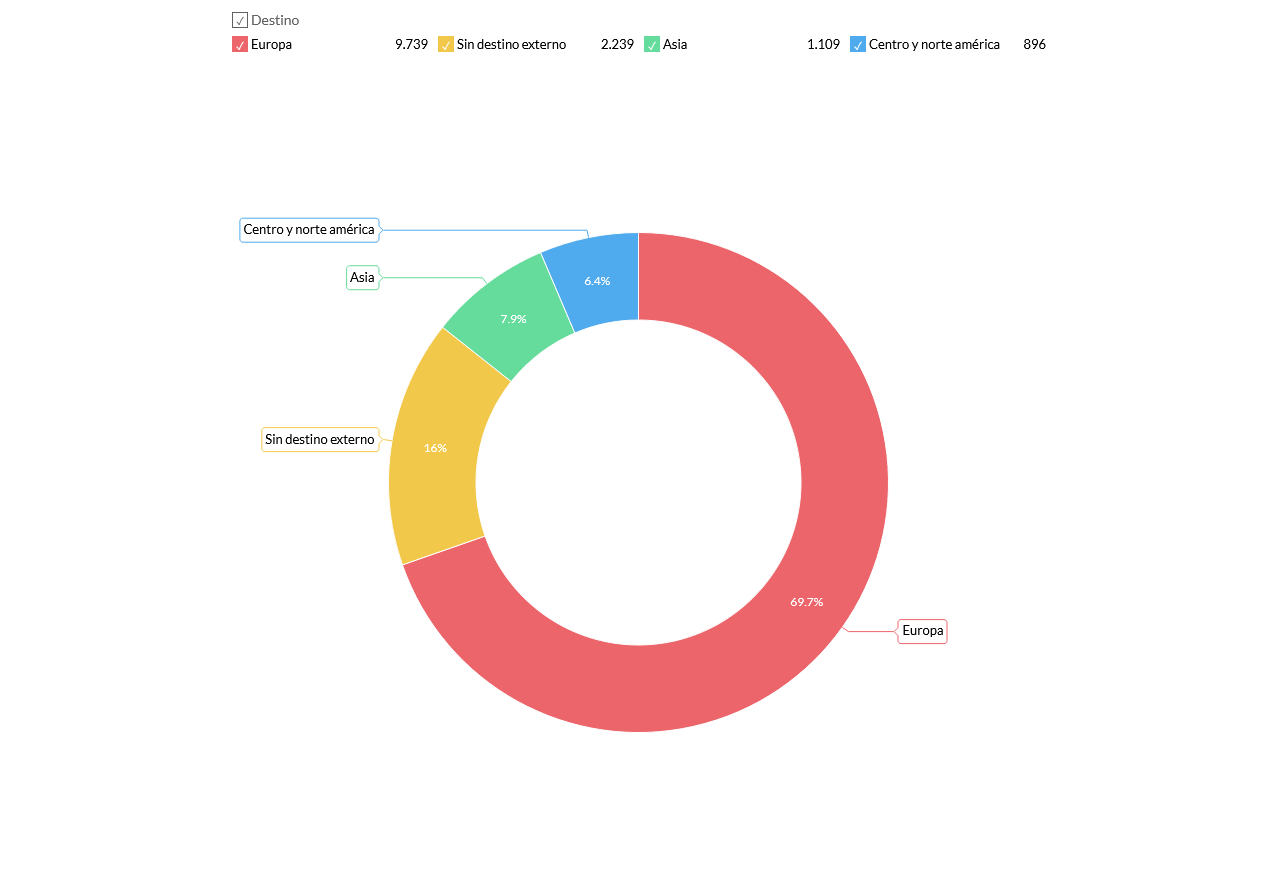 Destino
Europa 9.739 Sin destino externo 2.239 Asia 1.109 Centro y norte américa 896
Centro y norte américa
Asia
6.4%
7.9%
Sin destino externo
16%
69.7%
Europa